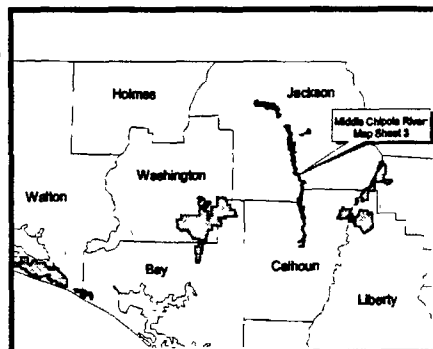 Holmes
Jackson
Middle Chipola River
Map Sheet 3
Washington
Walton
Bay
Calhoun
Liberty